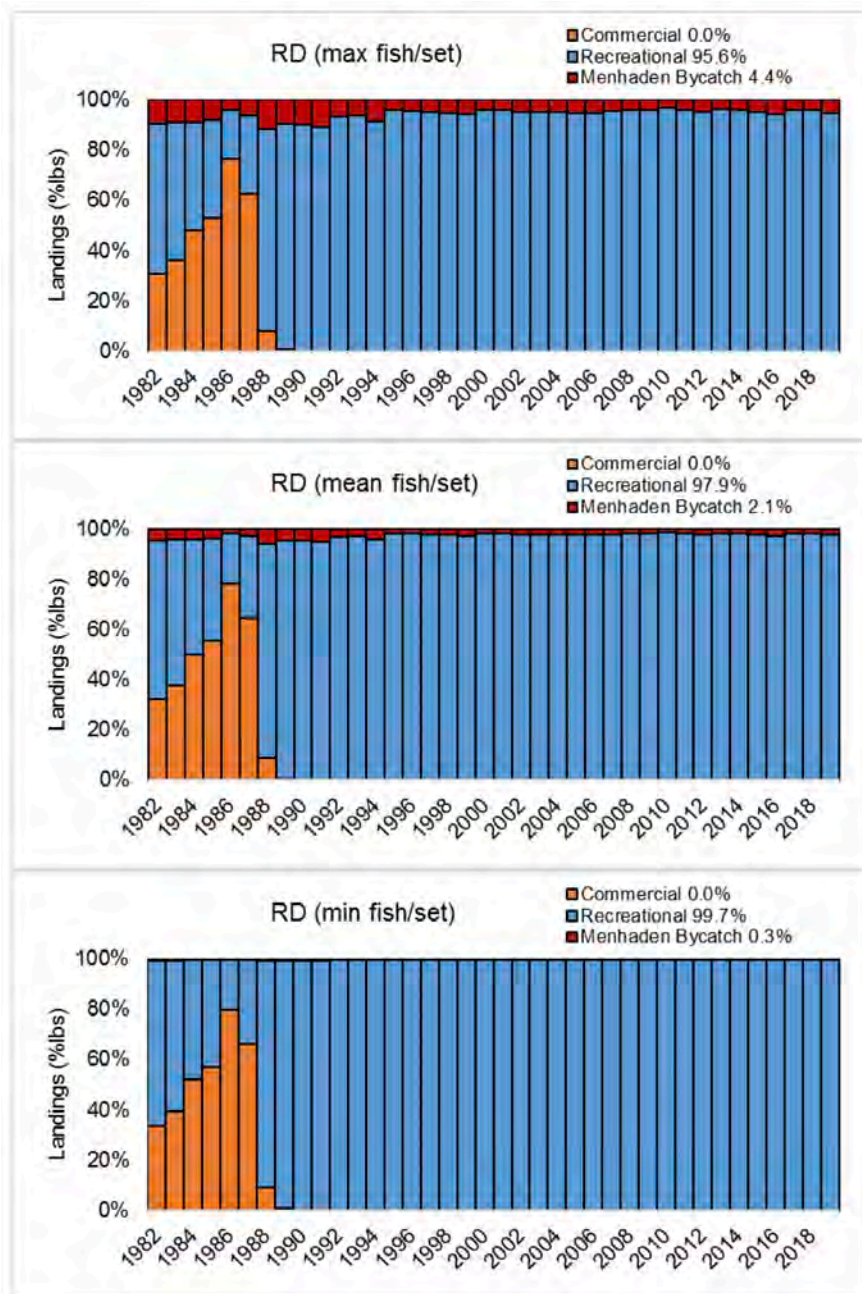 RD (max fish/set)
Commercial 0.0%
Recreational 95.6%
Menhaden Bycatch 4.4%
Landings (%lbs)
100%
80%
60%
40%
20%
0%
1982 1984 1986 1988 1990 1992 1994 1996 1998 2000 2002 2004 2006 2008 2010 2012 2014 2016 2018
RD (mean fish/set)
Commercial 0.0%
Recreational 97.9%
Menhaden Bycatch 2.1%
Landings (%lbs)
100%
80%
60%
40%
20%
0%
1982 1984 1986 1988 1990 1992 1994 1996 1998 2000 2002 2004 2006 2008 2010 2012 2014 2016 2018
RD (min fish/set)
Commercial 0.0%
Recreational 99.7%
Menhaden Bycatch 0.3%
Landings (%lbs)
100%
80%
60%
40%
20%
0%
1982 1984 1986 1988 1990 1992 1994 1996 1998 2000 2002 2004 2006 2008 2010 2012 2014 2016 2018